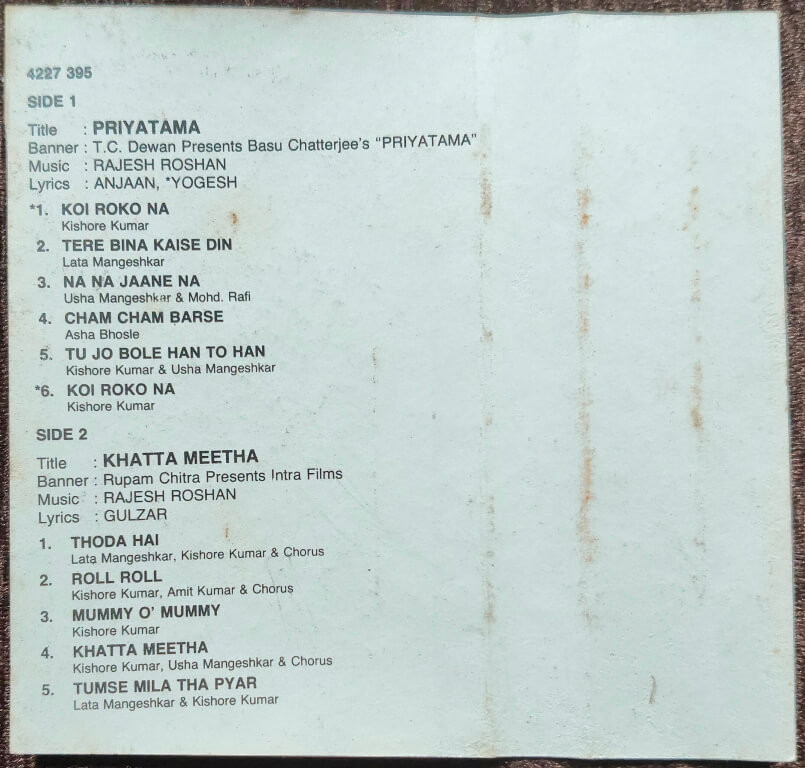 4227 395
SIDE 1
Title : PRIYATAMA
Banner : T.C. Dewan Presents Basu Chatterjee's "PRIYATAMA"
Music : RAJESH ROSHAN
Lyrics : ANJAAN, *YOGESH
*1. KOI ROKO NA
Kishore Kumar
2. TERE BINA KAISE DIN
Lata Mangeshkar
3. NA NA JAANE NA
Usha Mangeshkar & Mohd. Rafi
4. CHAM CHAM BARSE
Asha Bhosle
5. TU JO BOLE HAN TO HAN
Kishore Kumar & Usha Mangeshkar
*6. KOI ROKO NA
Kishore Kumar
SIDE 2
Title : KHATTA MEETHA
Banner : Rupam Chitra Presents Intra Films
Music : RAJESH ROSHAN
Lyrics : GULZAR
1. THODA HAI
Lata Mangeshkar, Kishore Kumar & Chorus
2. ROLL ROLL
Kishore Kumar, Amit Kumar & Chorus
3. MUMMY O' MUMMY
Kishore Kumar
4. KHATTA MEETHA
Kishore Kumar, Usha Mangeshkar & Chorus
5. TUMSE MILA THA PYAR
Lata Mangeshkar & Kishore Kumar